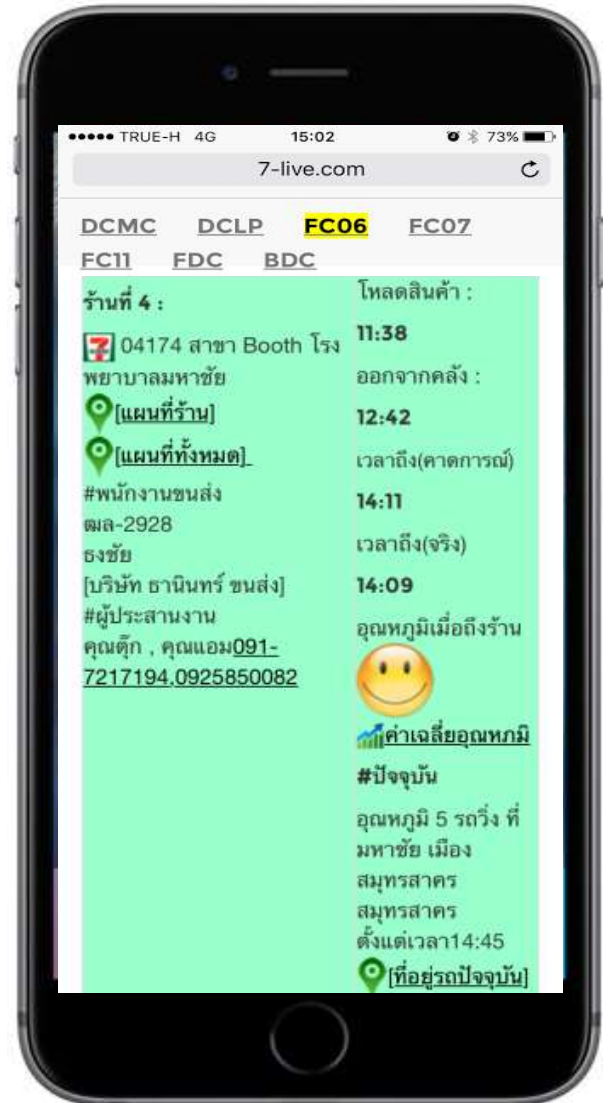 TRUE-H 4G 15:02 73%
7-live.com
DCMC DCLP FC06 FC07
FC11 FDC BDC
ร้านที่ 4 :
04174 สาขา Booth โรง
พยาบาลมหาชัย
[แผนที่ร้าน]
[แผนที่ทั้งหมด]
#พนักงานขนส่ง
ฒล-2928
ธงชัย
[บริษัท ธานินทร์ ขนส่ง]
#ผู้ประสานงาน
คุณตุ๊ก , คุณแอม091-
7217194,0925850082
โหลดสินค้า :
11:38
ออกจากคลัง :
12:42
เวลาถึง(คาดการณ์)
14:11
เวลาถึง(จริง)
14:09
อุณหภูมิเมื่อถึงร้าน
ค่าเฉลี่ยอุณหภมิ
#ปัจจุบัน
อุณหภูมิ 5 รถวิ่ง ที่
มหาชัย เมือง
สมุทรสาคร
สมุทรสาคร
ตั้งแต่เวลา14:45
[ที่อยู่รถปัจจุบัน]